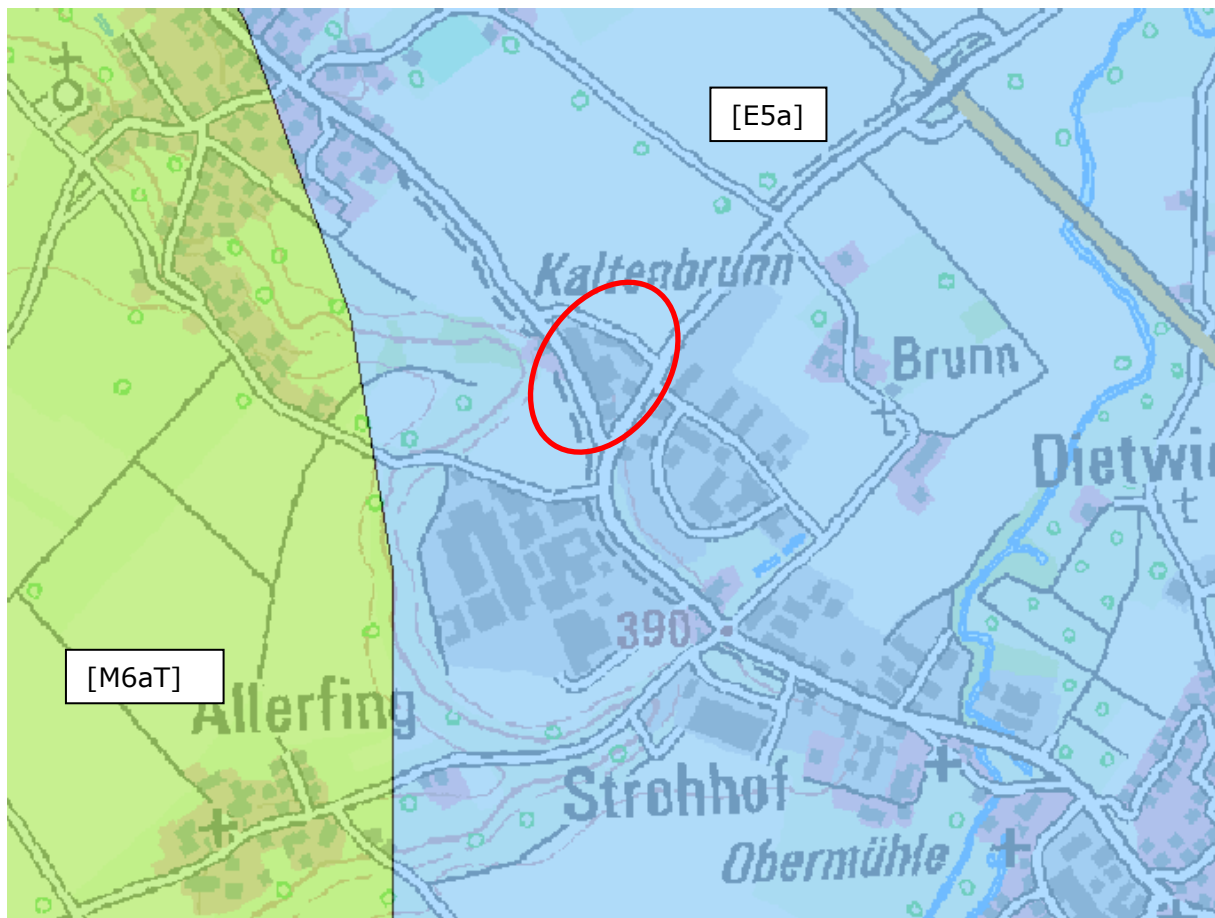 [E5a]
Kaltenbrunn
Brunn
Dietwi
390
[M6aT]
Allerfing
Strohhof
Obermühle